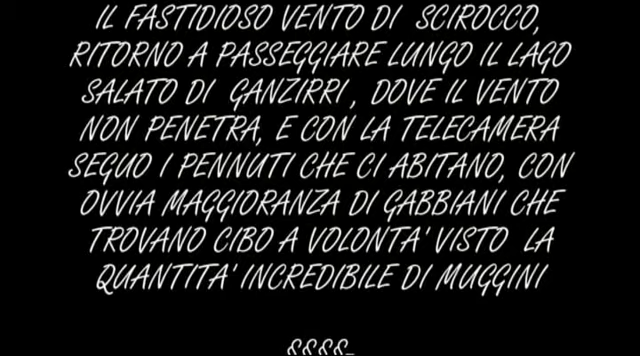 IL FASTIDIOSO VENTO DI SCIROCCO,
RITORNO A PASSEGGIARE LUNGO IL LAGO
SALATO DI GANZIRRI, DOVE IL VENTO
NON PENETRA, E CON LA TELECAMERA
SEGUO I PENNUTI CHE CI ABITANO, CON
OVVIA MAGGIORANZA DI GABBIANI CHE
TROVANO CIBO A VOLONTA' VISTO LA
QUANTITA' INCREDIBILE DI MUGGINI